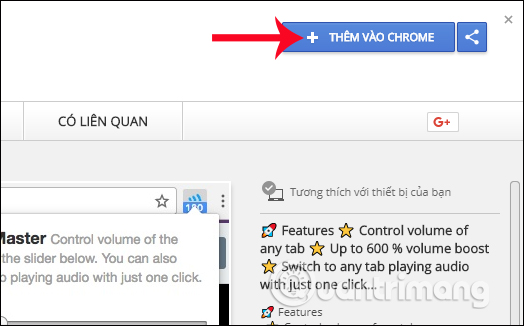 THÊM VÀO CHROME
CÓ LIÊN QUAN
G+
180
Tương thích với thiết bị của bạn
Master Control volume of the
the slider below. You can also
playing audio with just one click.
🚀 Features ⭐ Control volume of
any tab ⭐ Up to 600 % volume boost
⭐ Switch to any tab playing audio
with just one click...
🚀 Features
uantrimang